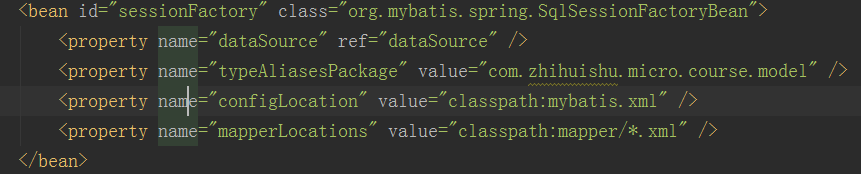 <bean id="sessionFactory" class="org.mybatis.spring.SqlSessionFactoryBean">
<property name="dataSource" ref="dataSource" />
<property name="typeAliasesPackage" value="com.zhihuishu.micro.course.model" />
<property name="configLocation" value="classpath:mybatis.xml" />
<property name="mapperLocations" value="classpath:mapper/*.xml" />
</bean>